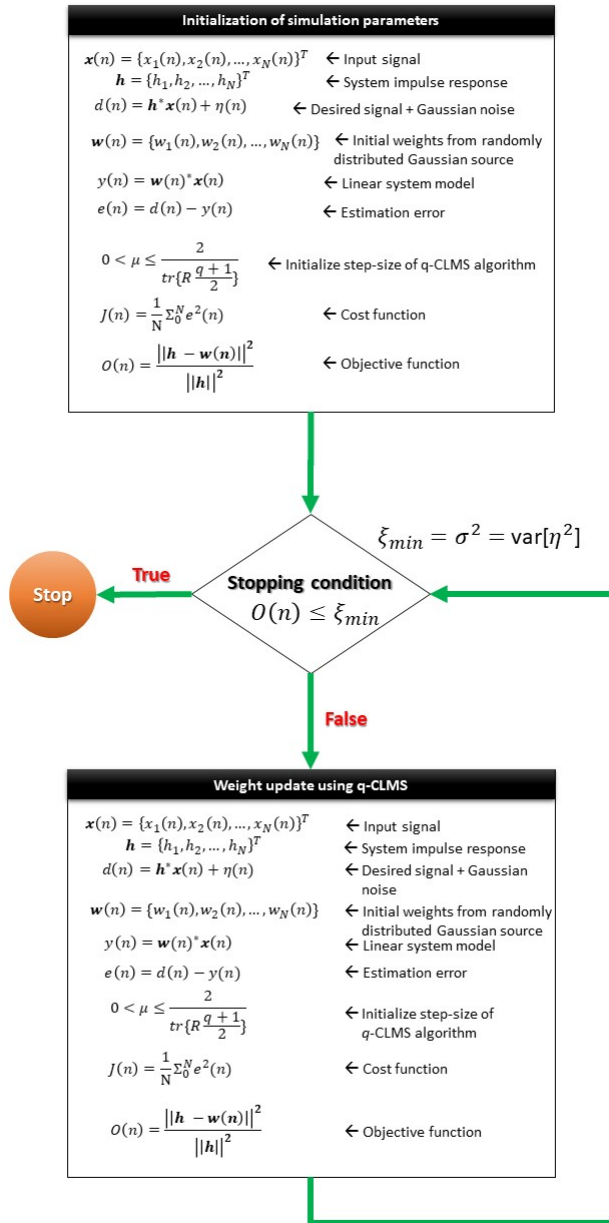 Initialization of simulation parameters
x(n) = {x₁(n), x₂(n), ..., x_N(n)}ᵀ ← Input signal
h = {h₁, h₂, ..., h_N}ᵀ ← System impulse response
d(n) = h*x(n) + η(n) ← Desired signal + Gaussian noise
w(n) = {w₁(n), w₂(n), ..., w_N(n)} ← Initial weights from randomly
distributed Gaussian source
y(n) = w(n)*x(n) ← Linear system model
e(n) = d(n) − y(n) ← Estimation error
0 < μ ≤ 2 / tr{R (q + 1)/2} ← Initialize step-size of q-CLMS algorithm
J(n) = 1/N Σ₀ᴺ e²(n) ← Cost function
O(n) = ||h − w(n)||² / ||h||² ← Objective function
ξ_min = σ² = var[η²]
Stop
True
Stopping condition
O(n) ≤ ξ_min
False
Weight update using q-CLMS
x(n) = {x₁(n), x₂(n), ..., x_N(n)}ᵀ ← Input signal
h = {h₁, h₂, ..., h_N}ᵀ ← System impulse response
d(n) = h*x(n) + η(n) ← Desired signal + Gaussian
noise
w(n) = {w₁(n), w₂(n), ..., w_N(n)} ← Initial weights from randomly
distributed Gaussian source
y(n) = w(n)*x(n) ← Linear system model
e(n) = d(n) − y(n) ← Estimation error
0 < μ ≤ 2 / tr{R (q + 1)/2} ← Initialize step-size of
q-CLMS algorithm
J(n) = 1/N Σ₀ᴺ e²(n) ← Cost function
O(n) = ||h − w(n)||² / ||h||² ← Objective function